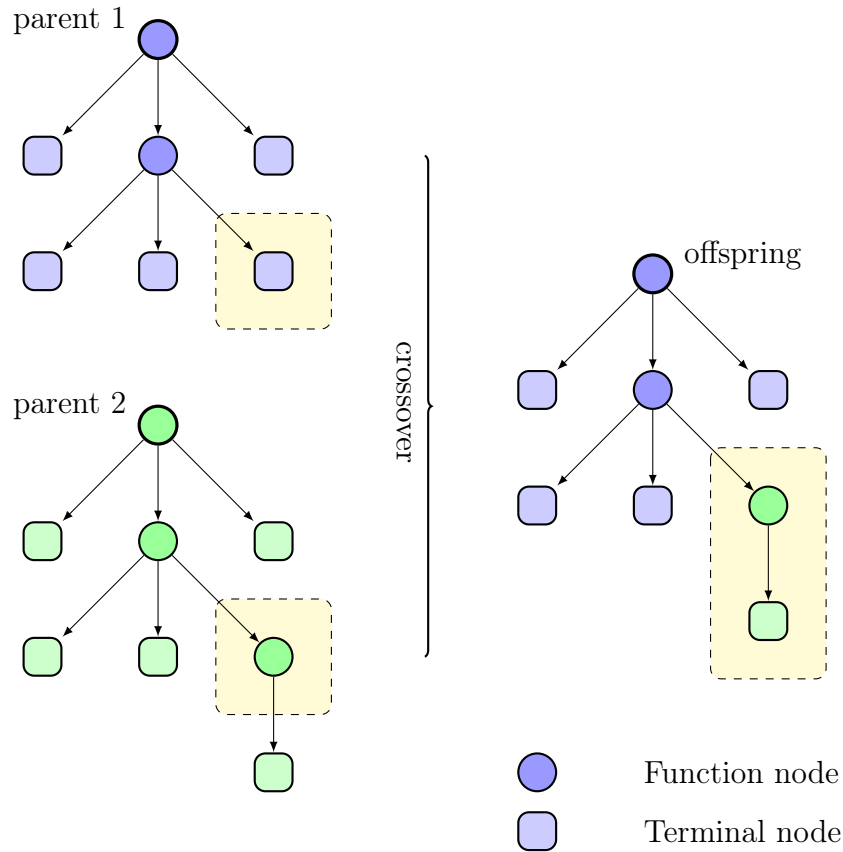 parent 1
parent 2
crossover
offspring
Function node
Terminal node